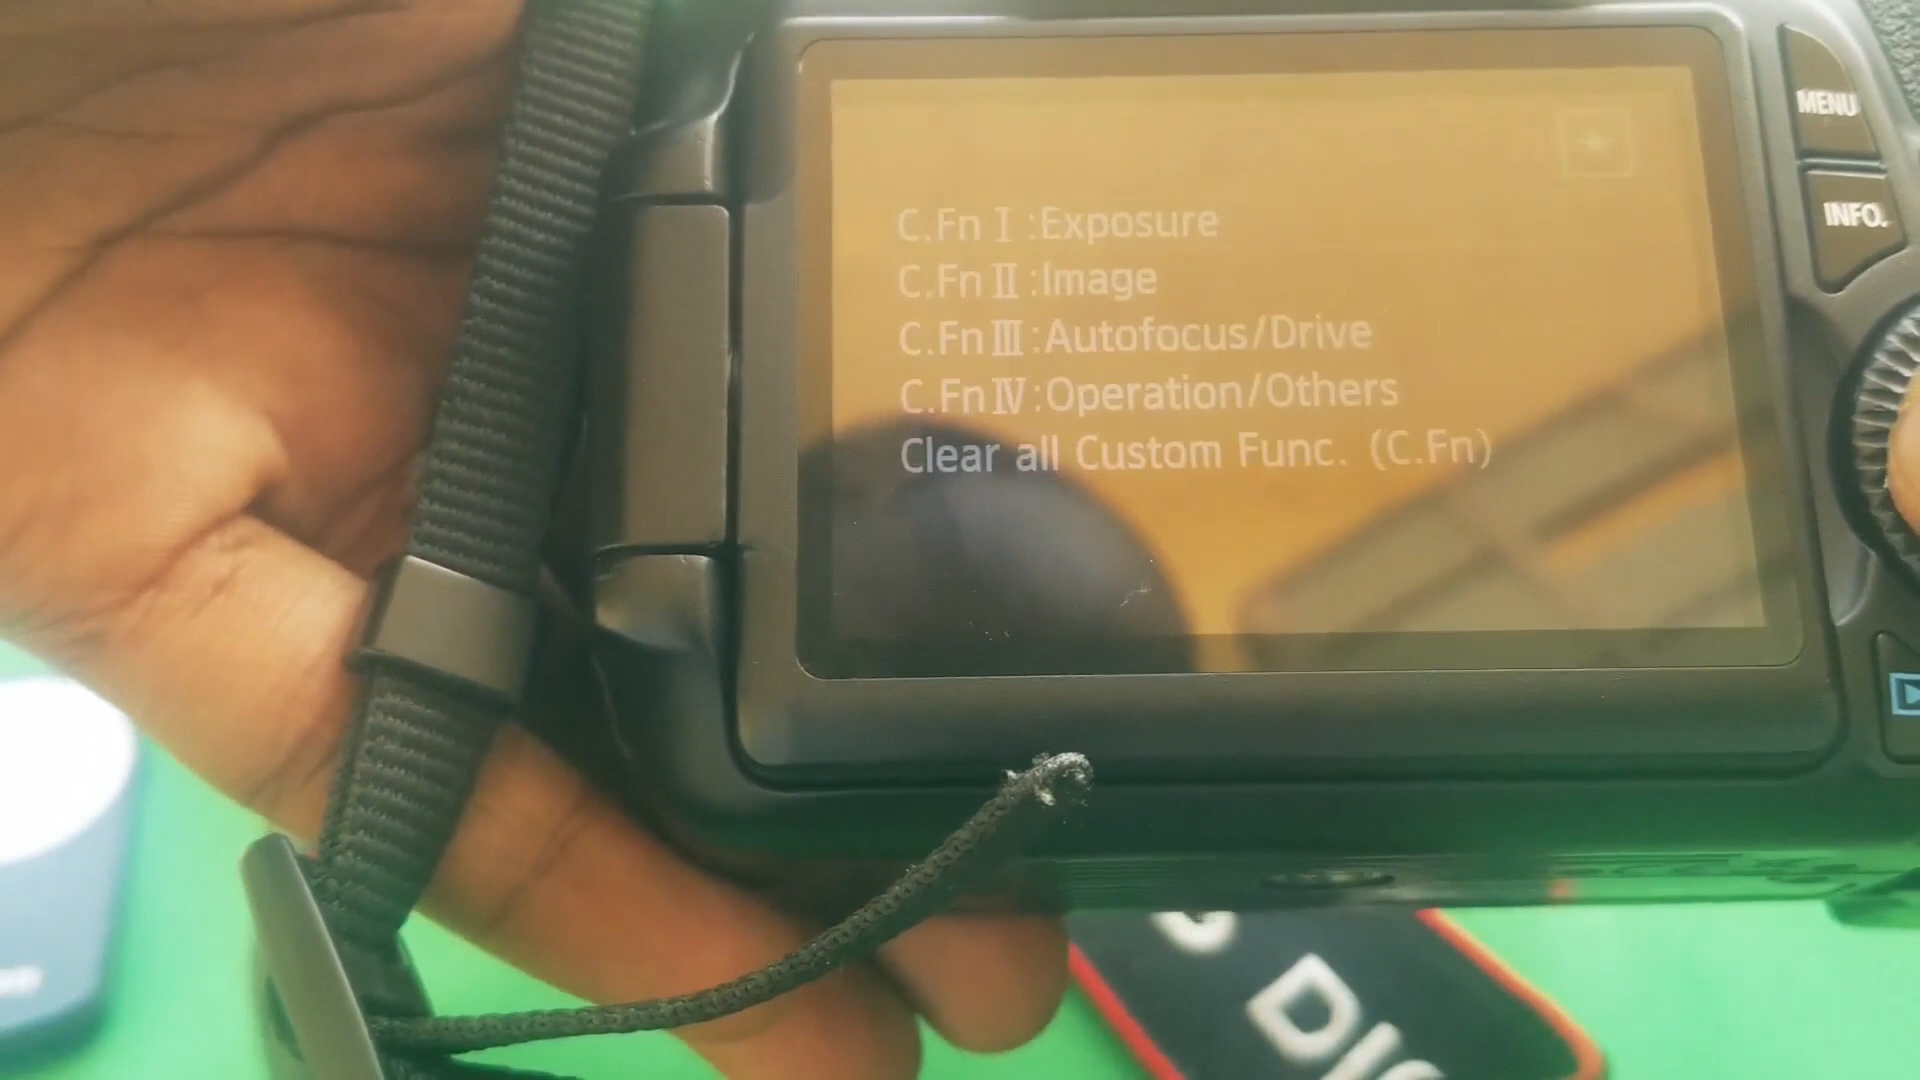 MENU
INFO.
C.Fn Ⅰ :Exposure
C.Fn Ⅱ :Image
C.Fn Ⅲ :Autofocus/Drive
C.Fn Ⅳ :Operation/Others
Clear all Custom Func. (C.Fn)